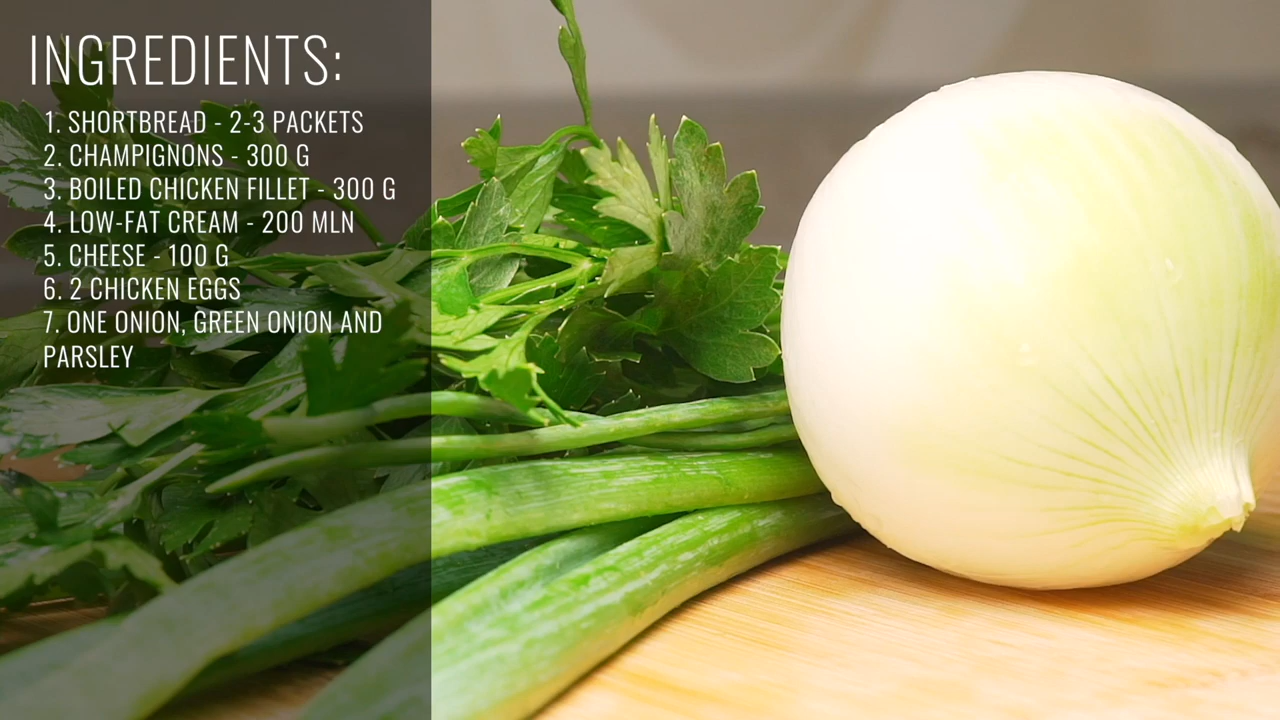 INGREDIENTS:
1. SHORTBREAD - 2-3 PACKETS
2. CHAMPIGNONS - 300 G
3. BOILED CHICKEN FILLET - 300 G
4. LOW-FAT CREAM - 200 MLN
5. CHEESE - 100 G
6. 2 CHICKEN EGGS
7. ONE ONION, GREEN ONION AND
PARSLEY